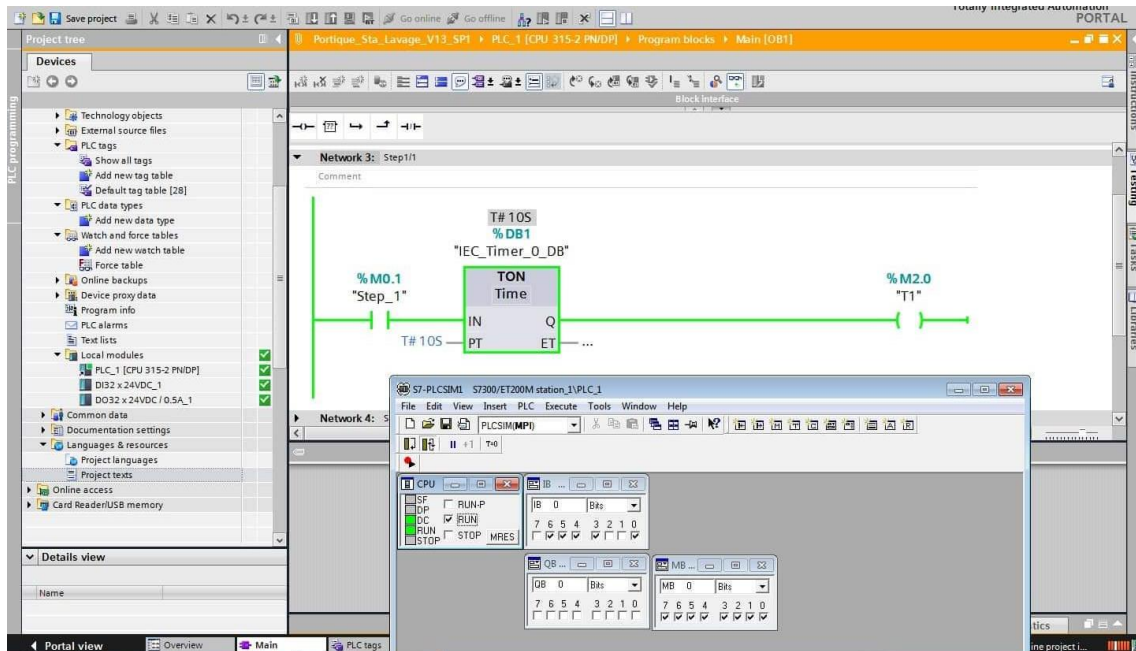 Totally Integrated Automation
PORTAL
Save project
Go online
Go offline
Project tree
Portique_Sta_Lavage_V13_SP1 PLC_1 [CPU 315-2 PN/DP] Program blocks Main [OB1]
Devices
Block interface
PLC programming
Technology objects
External source files
PLC tags
Show all tags
Add new tag table
Default tag table [28]
PLC data types
Add new data type
Watch and force tables
Add new watch table
Force table
Online backups
Device proxy data
Program info
PLC alarms
Text lists
Local modules
PLC_1 [CPU 315-2 PN/DP]
DI32 x 24VDC_1
DO32 x 24VDC / 0.5A_1
Common data
Documentation settings
Languages & resources
Project languages
Project texts
Online access
Card Reader/USB memory
Details view
Name
Network 3: Step1/1
Comment
T# 10S
%DB1
"IEC_Timer_0_DB"
%M0.1
"Step_1"
TON
Time
IN Q
T# 10S PT ET ...
%M2.0
"T1"
Network 4: S
Instructions
Testing
Tasks
Libraries
S7-PLCSIM1 S7300/ET200M station_1\PLC_1
File Edit View Insert PLC Execute Tools Window Help
PLCSIM(MPI)
+1 T=0
CPU
SF
DP
DC
RUN
STOP
RUN-P
RUN
STOP
MRES
IB ...
IB 0 Bits
7 6 5 4 3 2 1 0
QB ...
QB 0 Bits
7 6 5 4 3 2 1 0
MB ...
MB 0 Bits
7 6 5 4 3 2 1 0
tics
Portal view
Overview
Main
PLC tags
ine project i...